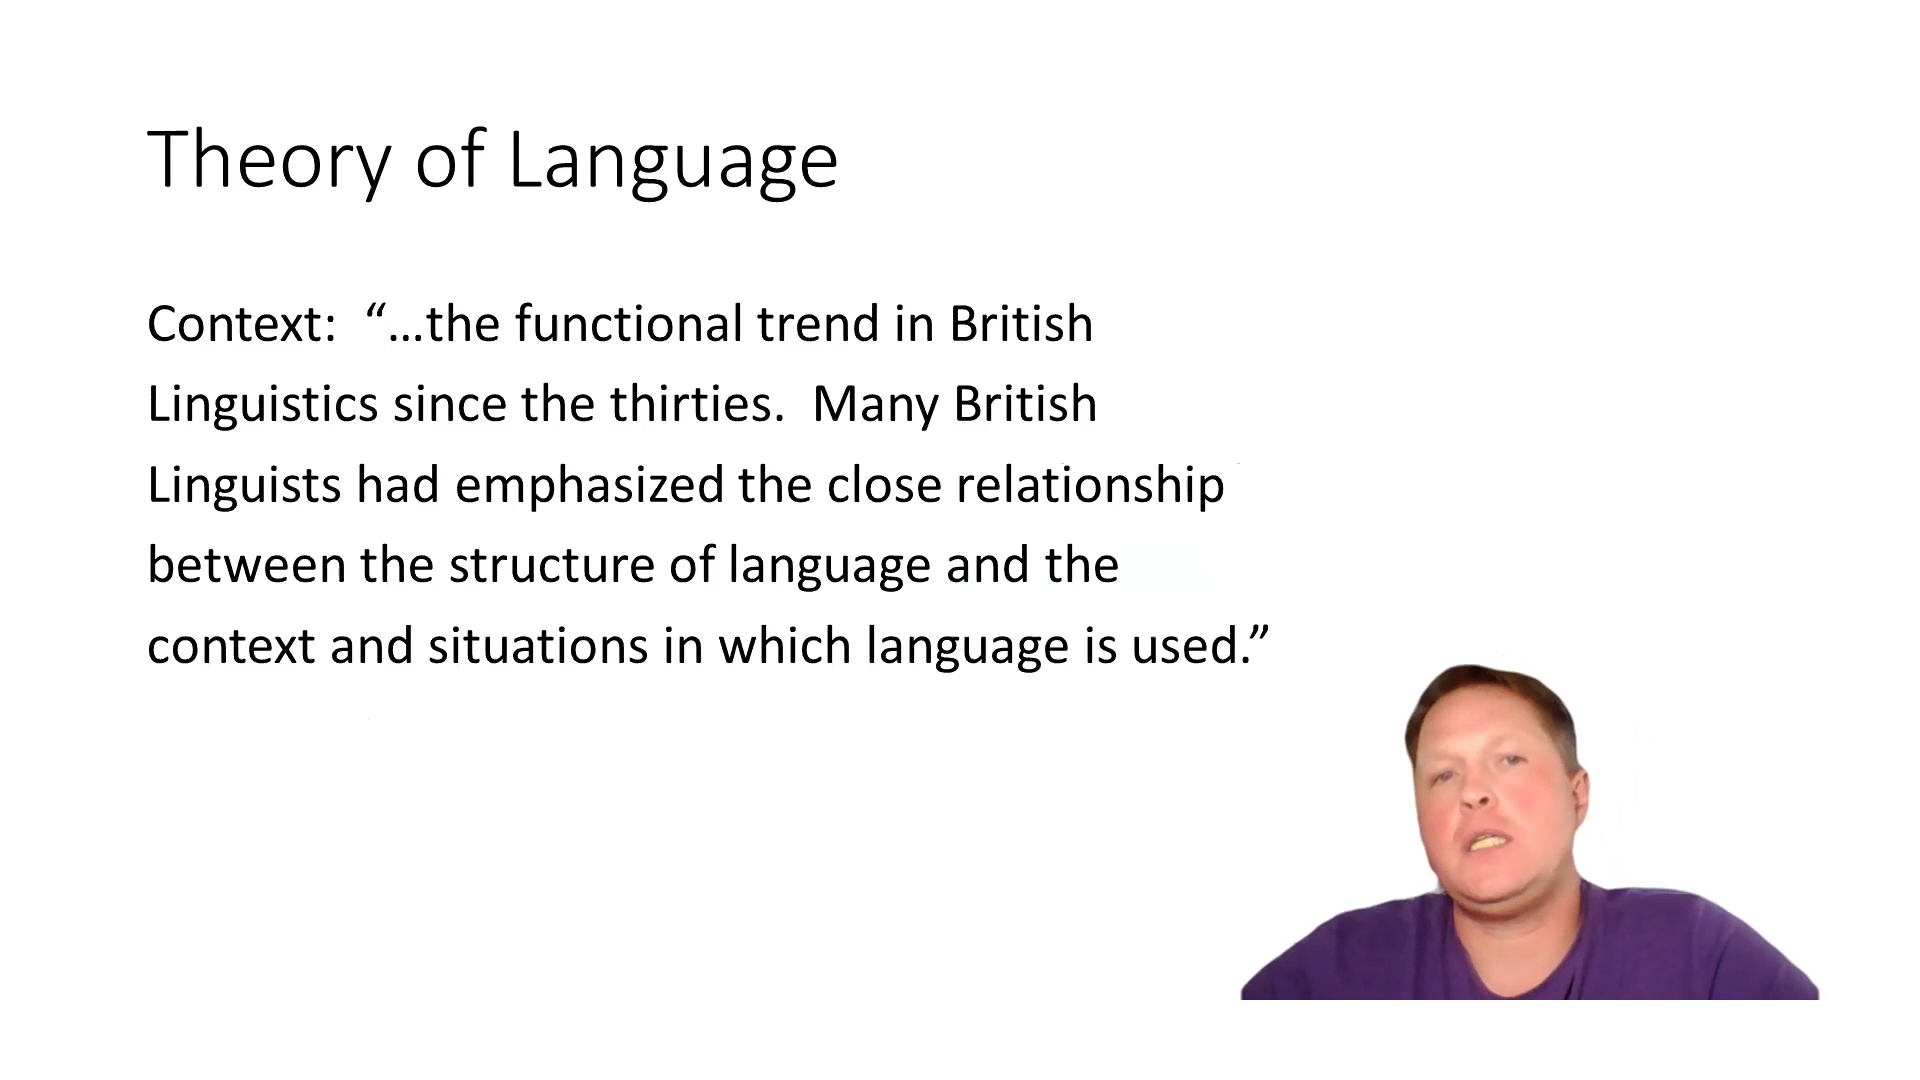 Theory of Language
Context:  “…the functional trend in British
Linguistics since the thirties.  Many British
Linguists had emphasized the close relationship
between the structure of language and the
context and situations in which language is used.”